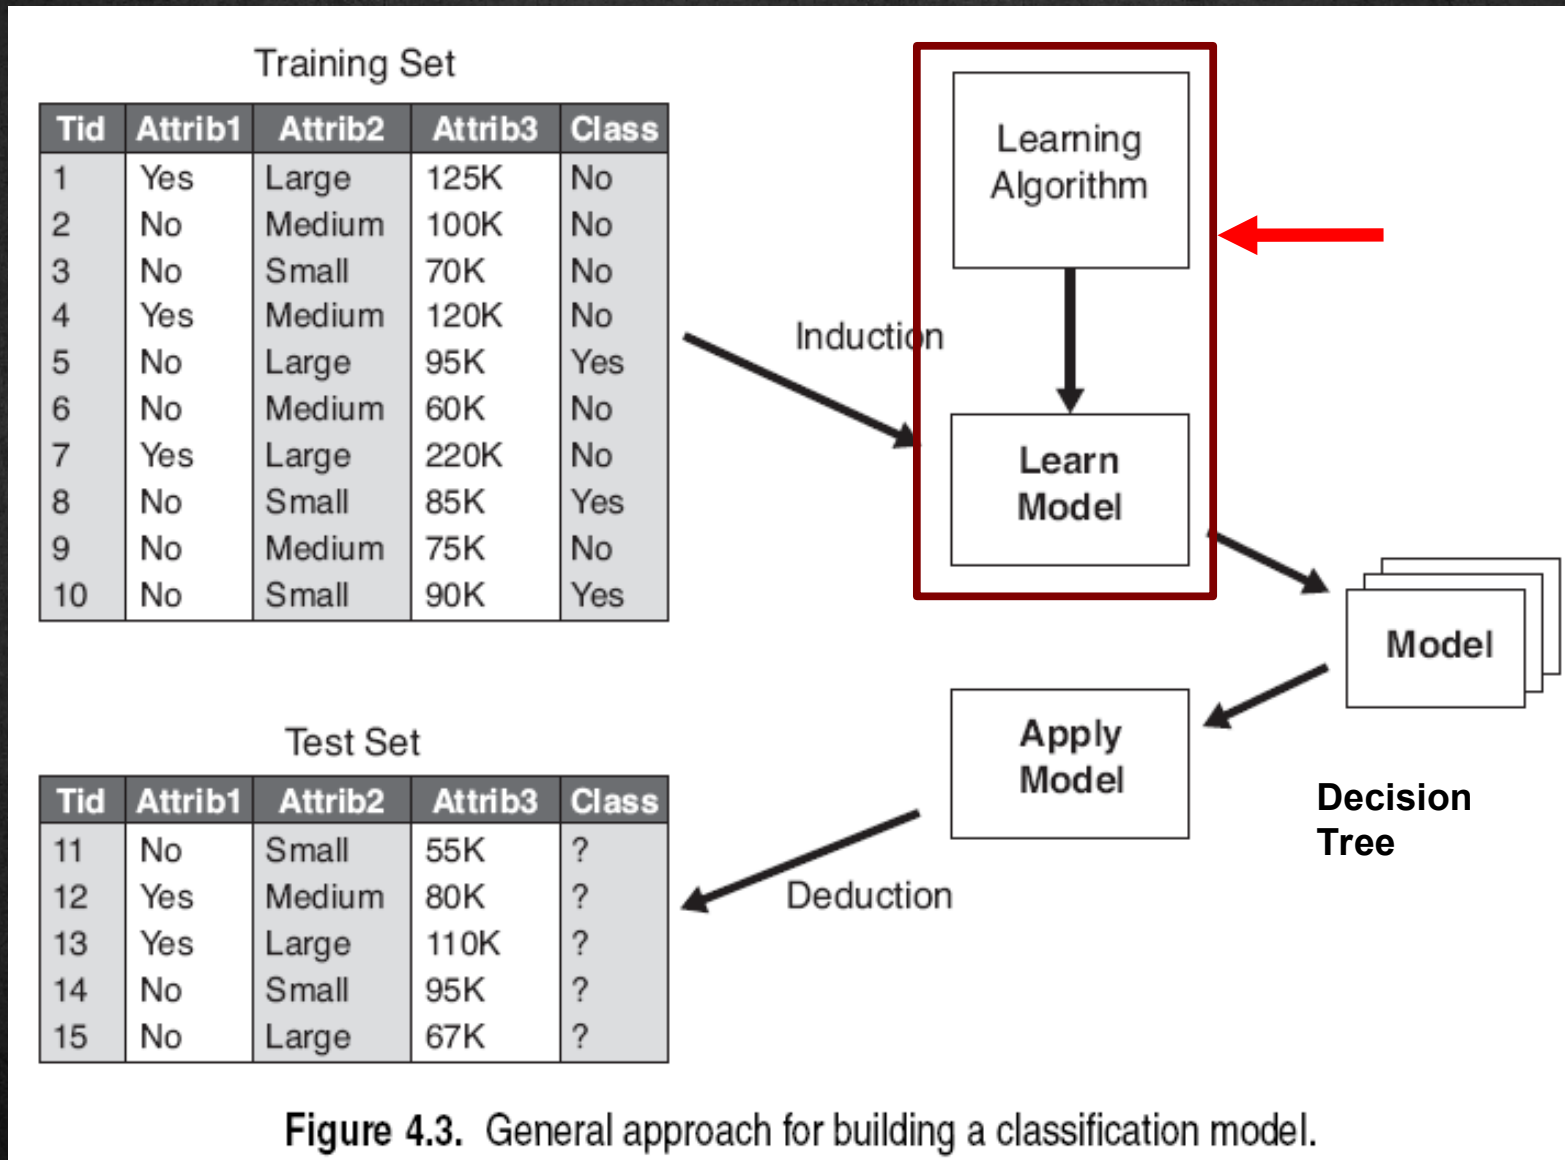 Training Set
Tid Attrib1 Attrib2 Attrib3 Class
1 Yes Large 125K No
2 No Medium 100K No
3 No Small 70K No
4 Yes Medium 120K No
5 No Large 95K Yes
6 No Medium 60K No
7 Yes Large 220K No
8 No Small 85K Yes
9 No Medium 75K No
10 No Small 90K Yes
Learning
Algorithm
Induction
Learn
Model
Model
Apply
Model
Decision
Tree
Deduction
Test Set
Tid Attrib1 Attrib2 Attrib3 Class
11 No Small 55K ?
12 Yes Medium 80K ?
13 Yes Large 110K ?
14 No Small 95K ?
15 No Large 67K ?
Figure 4.3. General approach for building a classification model.